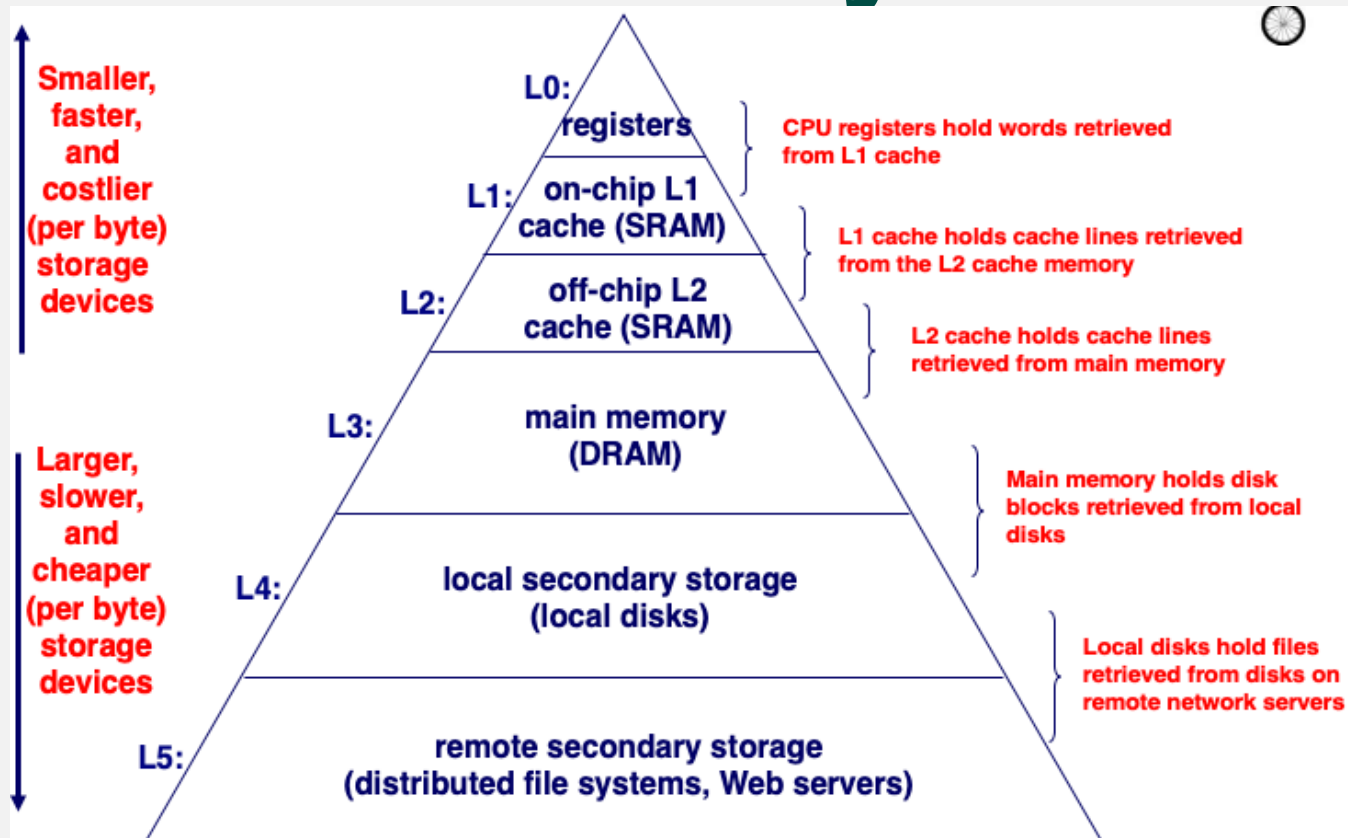 Smaller,
faster,
and
costlier
(per byte)
storage
devices
Larger,
slower,
and
cheaper
(per byte)
storage
devices
L0:
registers
CPU registers hold words retrieved
from L1 cache
L1:
on-chip L1
cache (SRAM)
L1 cache holds cache lines retrieved
from the L2 cache memory
L2:
off-chip L2
cache (SRAM)
L2 cache holds cache lines
retrieved from main memory
L3:
main memory
(DRAM)
Main memory holds disk
blocks retrieved from local
disks
L4:
local secondary storage
(local disks)
Local disks hold files
retrieved from disks on
remote network servers
L5:
remote secondary storage
(distributed file systems, Web servers)